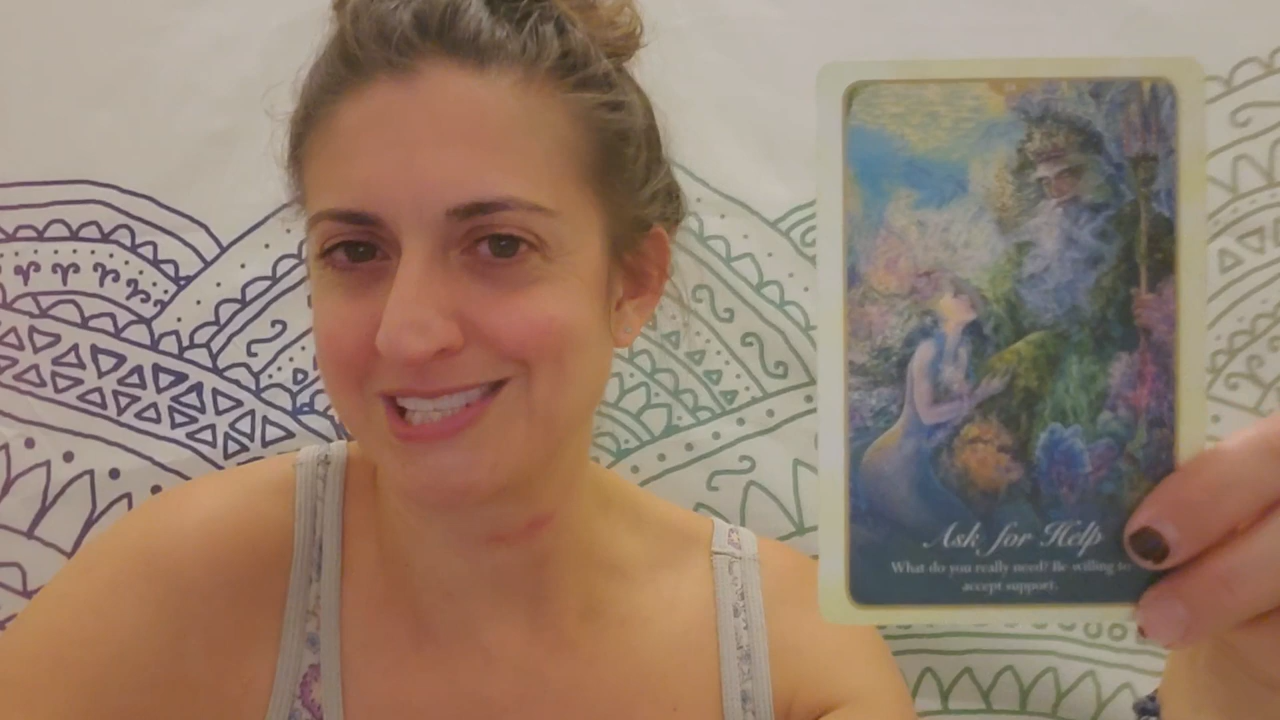 Ask for Help
What do you really need? Be willing to
accept support.